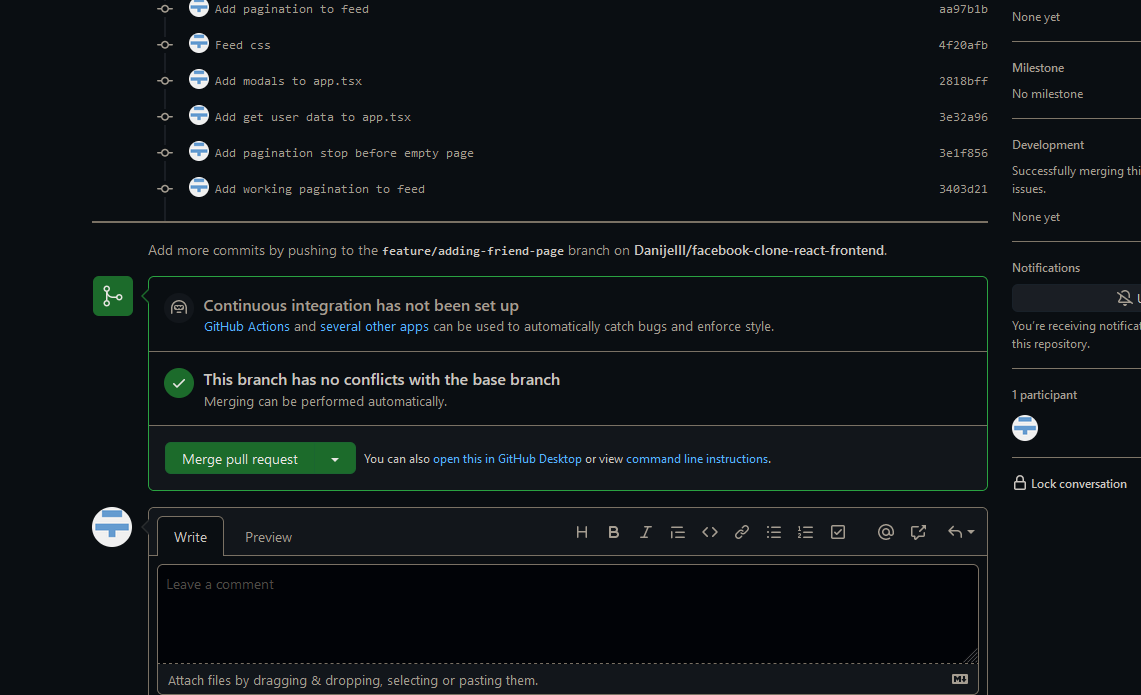 Add pagination to feed aa97b1b
Feed css 4f20afb
Add modals to app.tsx 2818bff
Add get user data to app.tsx 3e32a96
Add pagination stop before empty page 3e1f856
Add working pagination to feed 3403d21
Add more commits by pushing to the feature/adding-friend-page branch on DanijelIl/facebook-clone-react-frontend.
Continuous integration has not been set up
GitHub Actions and several other apps can be used to automatically catch bugs and enforce style.
This branch has no conflicts with the base branch
Merging can be performed automatically.
Merge pull request
You can also open this in GitHub Desktop or view command line instructions.
Write
Preview
H B I
Leave a comment
Attach files by dragging & dropping, selecting or pasting them.
None yet
Milestone
No milestone
Development
Successfully merging thi
issues.
None yet
Notifications
U
You're receiving notificat
this repository.
1 participant
Lock conversation